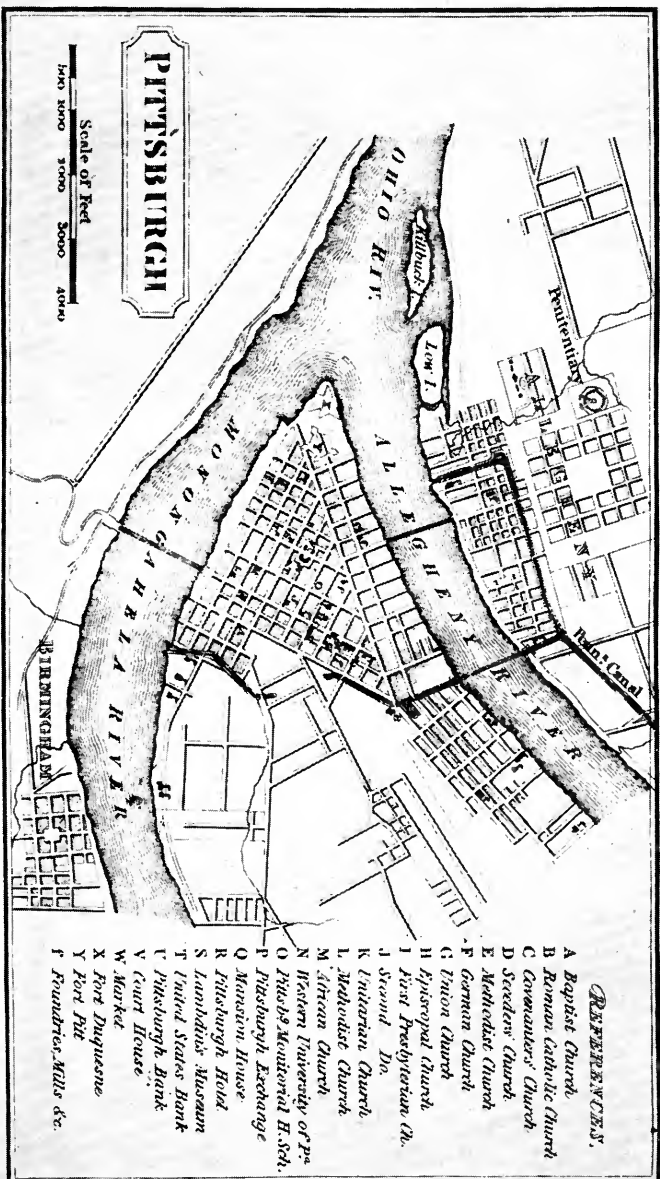 PITTSBURGH
Scale of Feet
500 1000 2000 3000 4000
OHIO RIV.
Killbuck I.
Low I.
Penitentiary
ALLEGHENY
Penn.a Canal
ALLEGHENY RIVER
MONONGAHELA RIVER
BIRMINGHAM
REFERENCES.
A Baptist Church
B Roman Catholic Church
C Covenanters' Church
D Seceders' Church
E Methodist Church
F German Church
G Union Church
H Episcopal Church
I First Presbyterian Ch.
J Second Do.
K Unitarian Church
L Methodist Church
M African Church
N Western University of Pa
O Pittsbg Monitorial H. Sch.
P Pittsburgh Exchange
Q Mansion House
R Pittsburgh Hotel
S Lambdin's Museum
T United States Bank
U Pittsburgh Bank
V Court House
W Market
X Fort Duquesne
Y Fort Pitt
f Foundries, Mills &c.